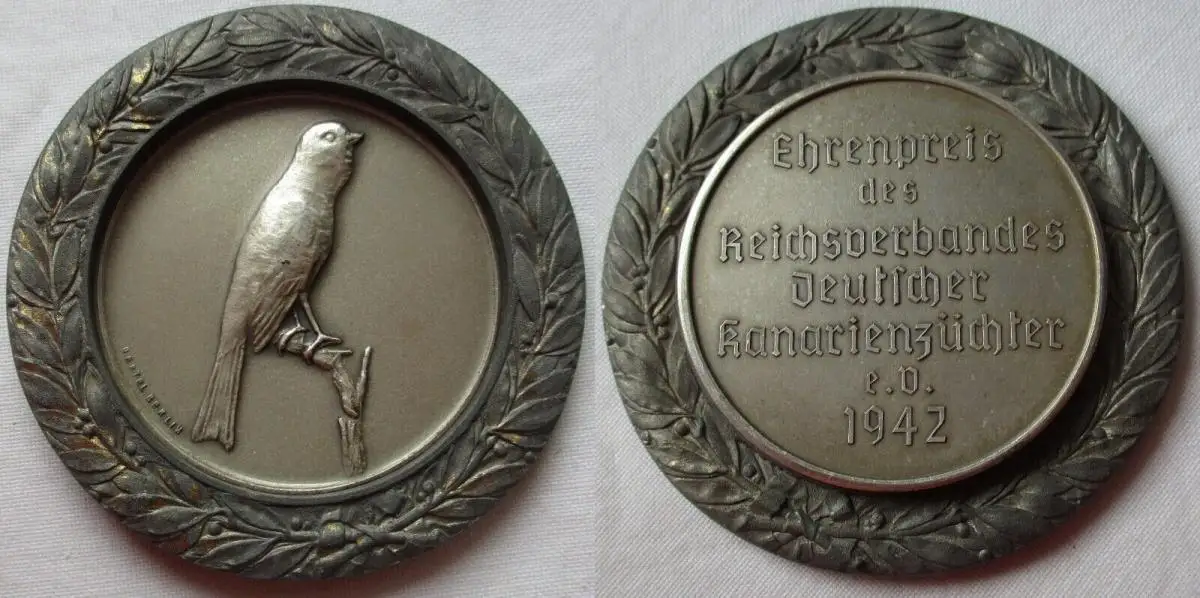 Ehrenpreis
des
Reichsverbandes
Deutſcher
Kanarienzüchter
e.V.
1942